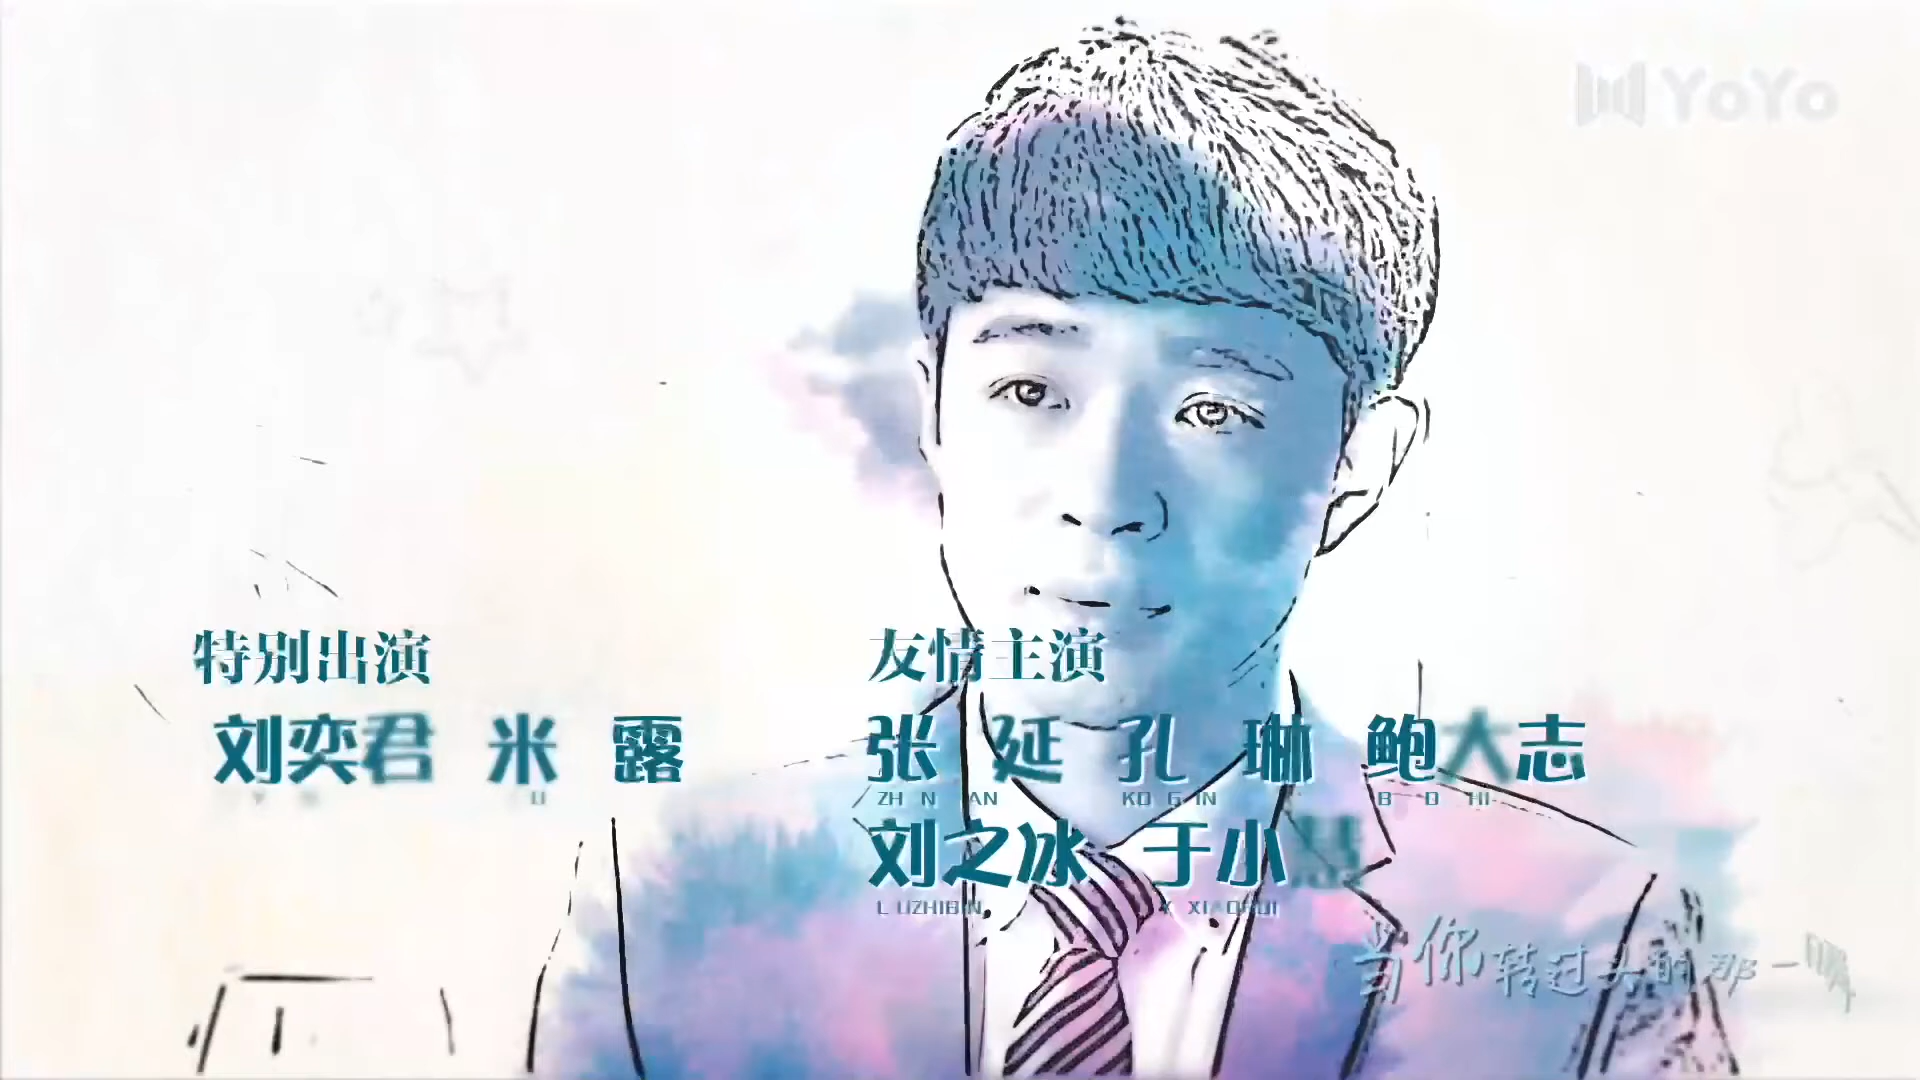 YoYo
特别出演
刘奕君 米露
友情主演
张延 孔琳 鲍大志
刘之冰 于小慧
当你转过头的那一瞬